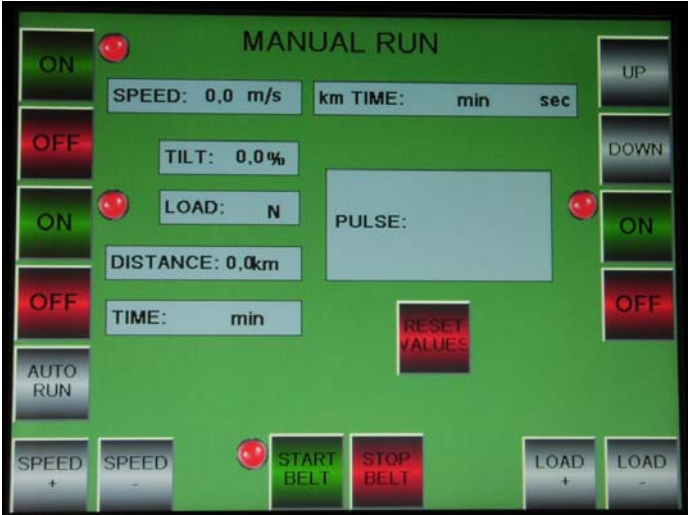 MANUAL RUN
ON
UP
SPEED: 0,0 m/s
km TIME: min sec
OFF
DOWN
TILT: 0,0%
ON
LOAD: N
PULSE:
ON
DISTANCE: 0,0km
OFF
OFF
TIME: min
RESET
VALUES
AUTO
RUN
SPEED
+
SPEED
-
START
BELT
STOP
BELT
LOAD
+
LOAD
-